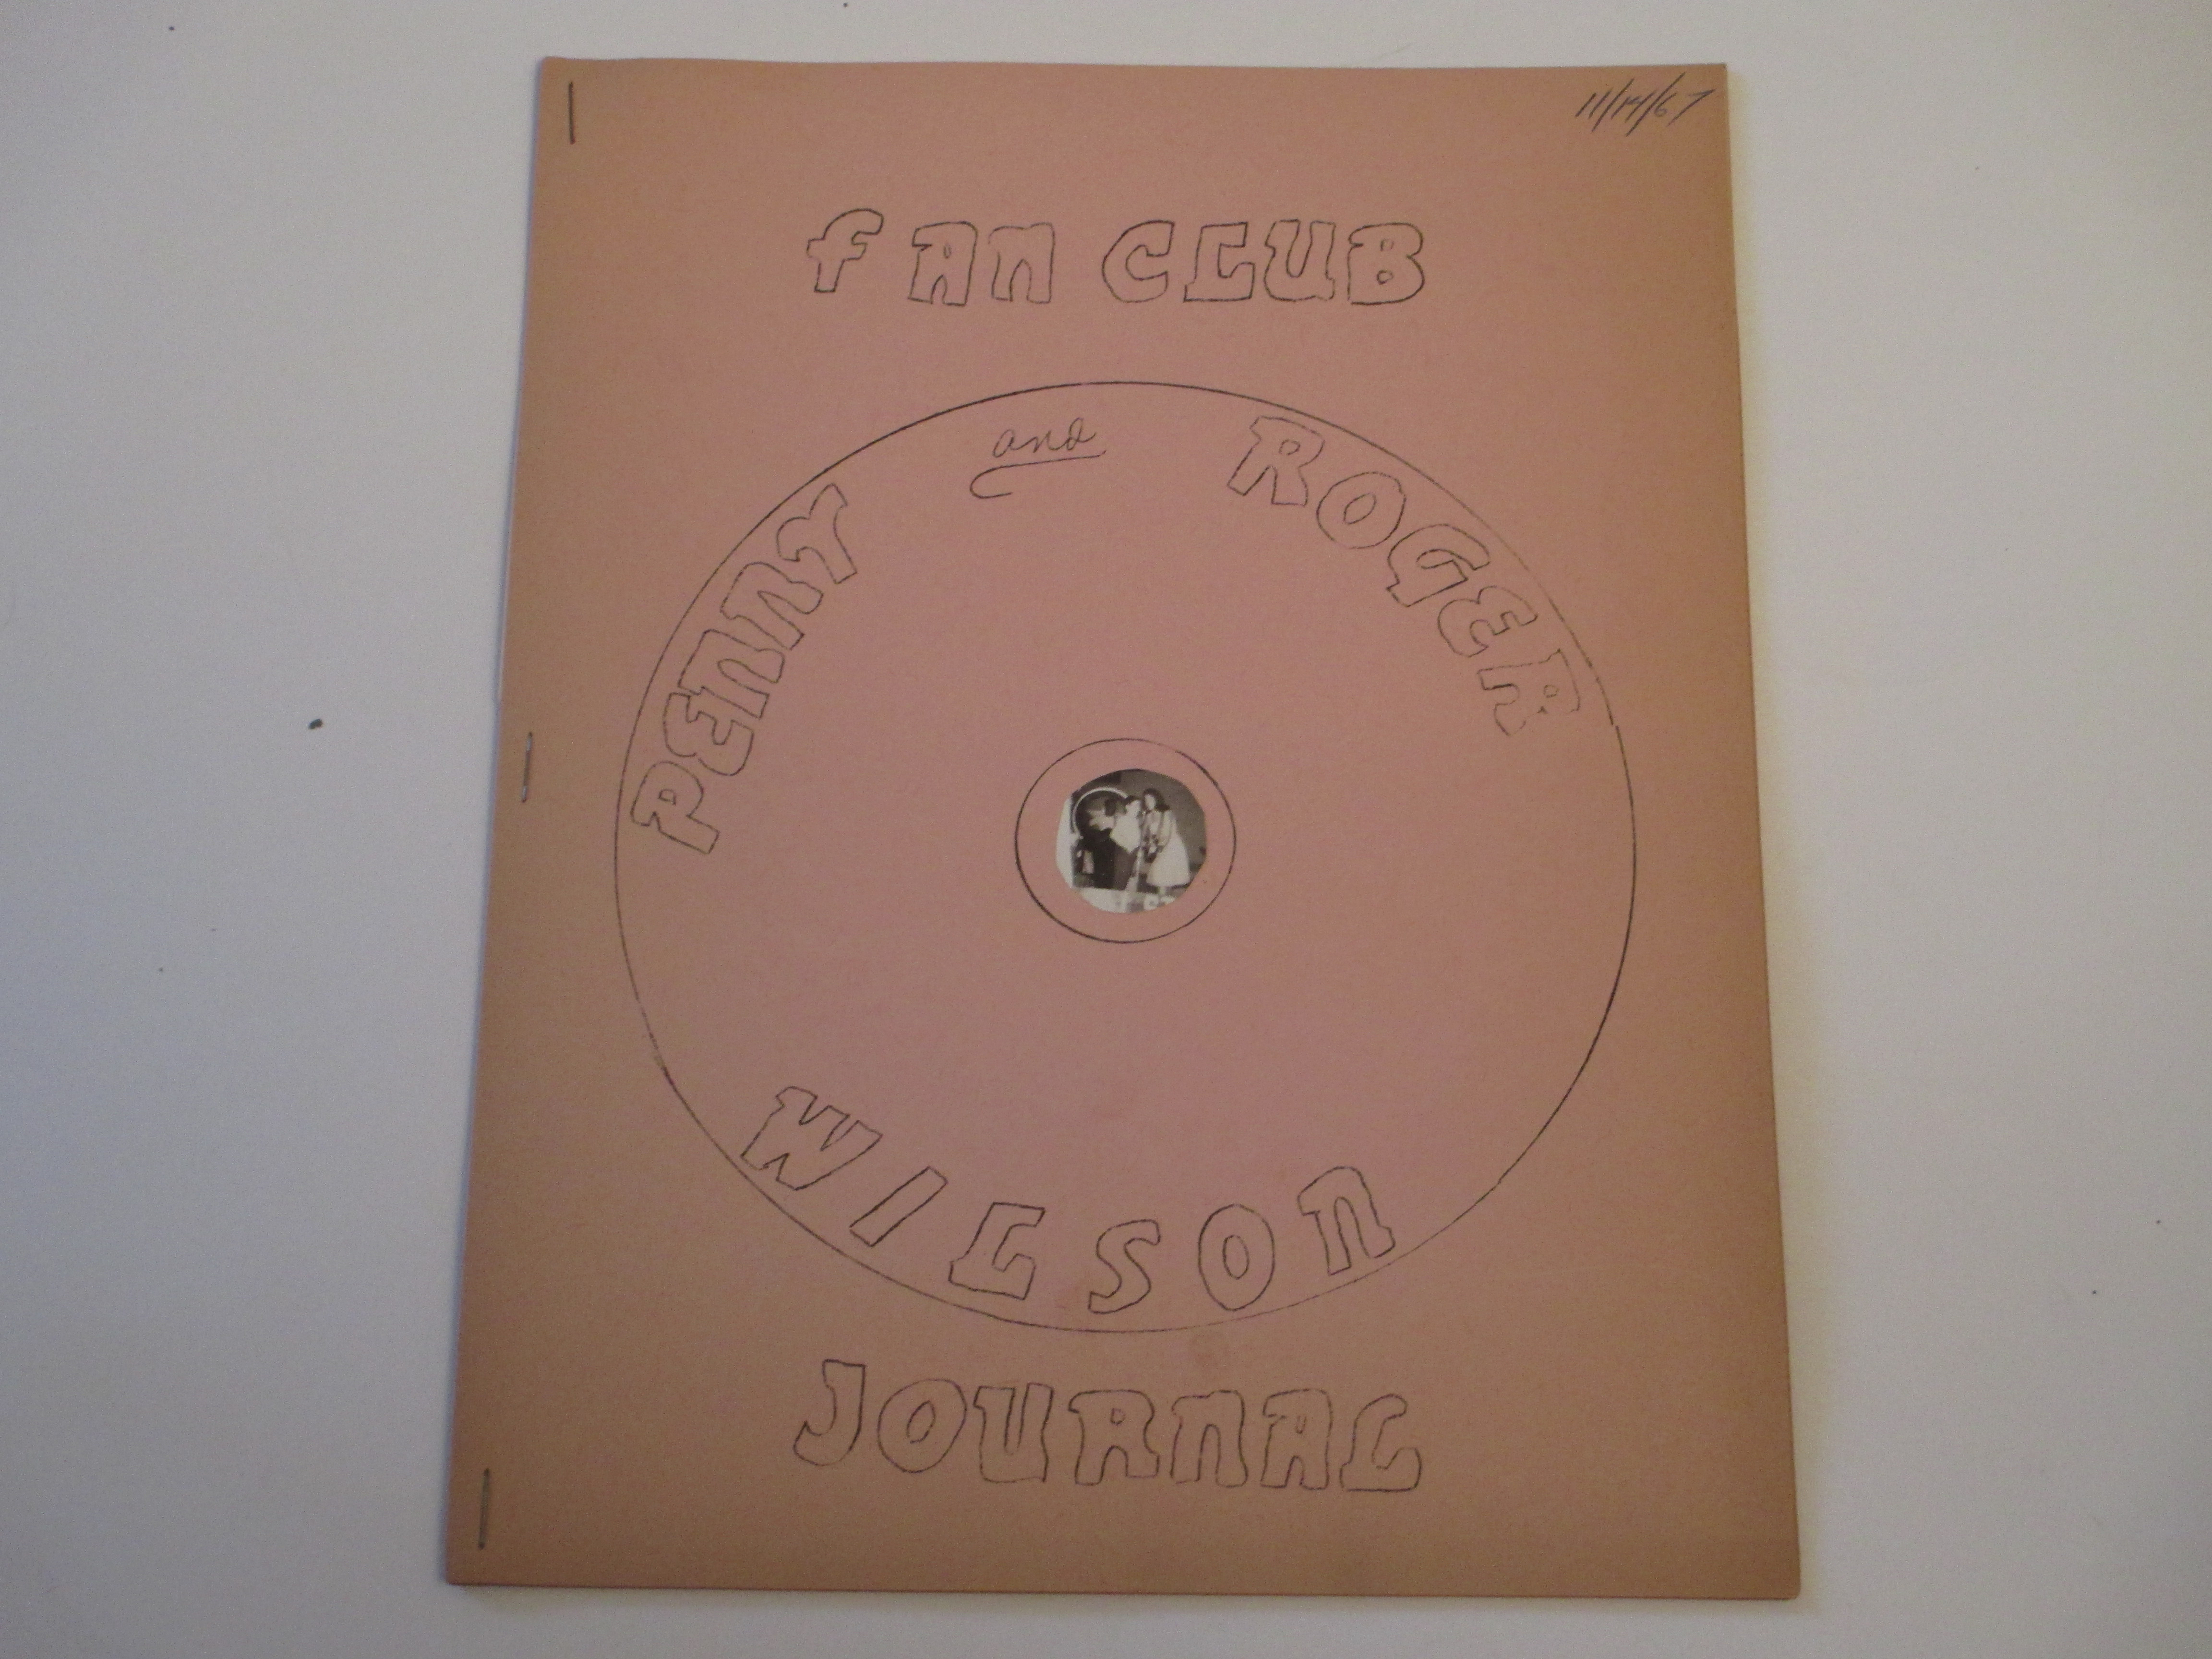 11/14/67
fAN CLUB
PENNY and ROGER
WILSON
JOURNAL